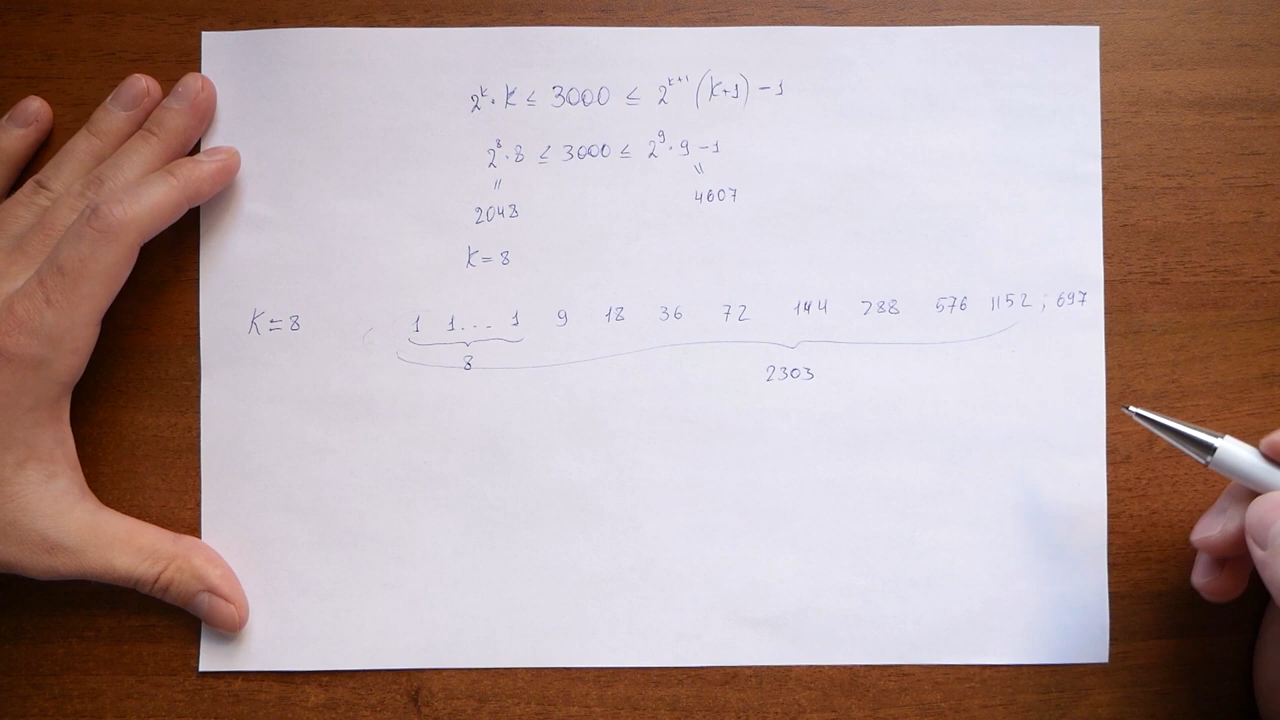 2^k · K ≤ 3000 ≤ 2^{k+1} (K+1) - 1
2^8 · 8 ≤ 3000 ≤ 2^9 · 9 - 1
= =
2048 4607
K = 8
K = 8 1 1 . . . 1 9 18 36 72 144 288 576 1152 ; 697
8
2303